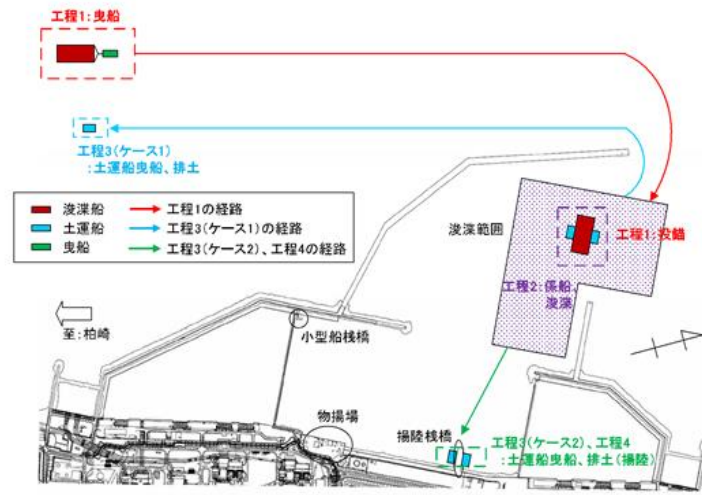 工程1:曳船
工程3(ケース1)
:土運船曳船、排土
浚渫船
工程1の経路
土運船
工程3(ケース1)の経路
曳船
工程3(ケース2)、工程4の経路
浚渫範囲
工程1:投錨
工程2:係船、
浚渫
至:柏崎
小型船桟橋
物揚場
揚陸桟橋
工程3(ケース2)、工程4
:土運船曳船、排土(揚陸)